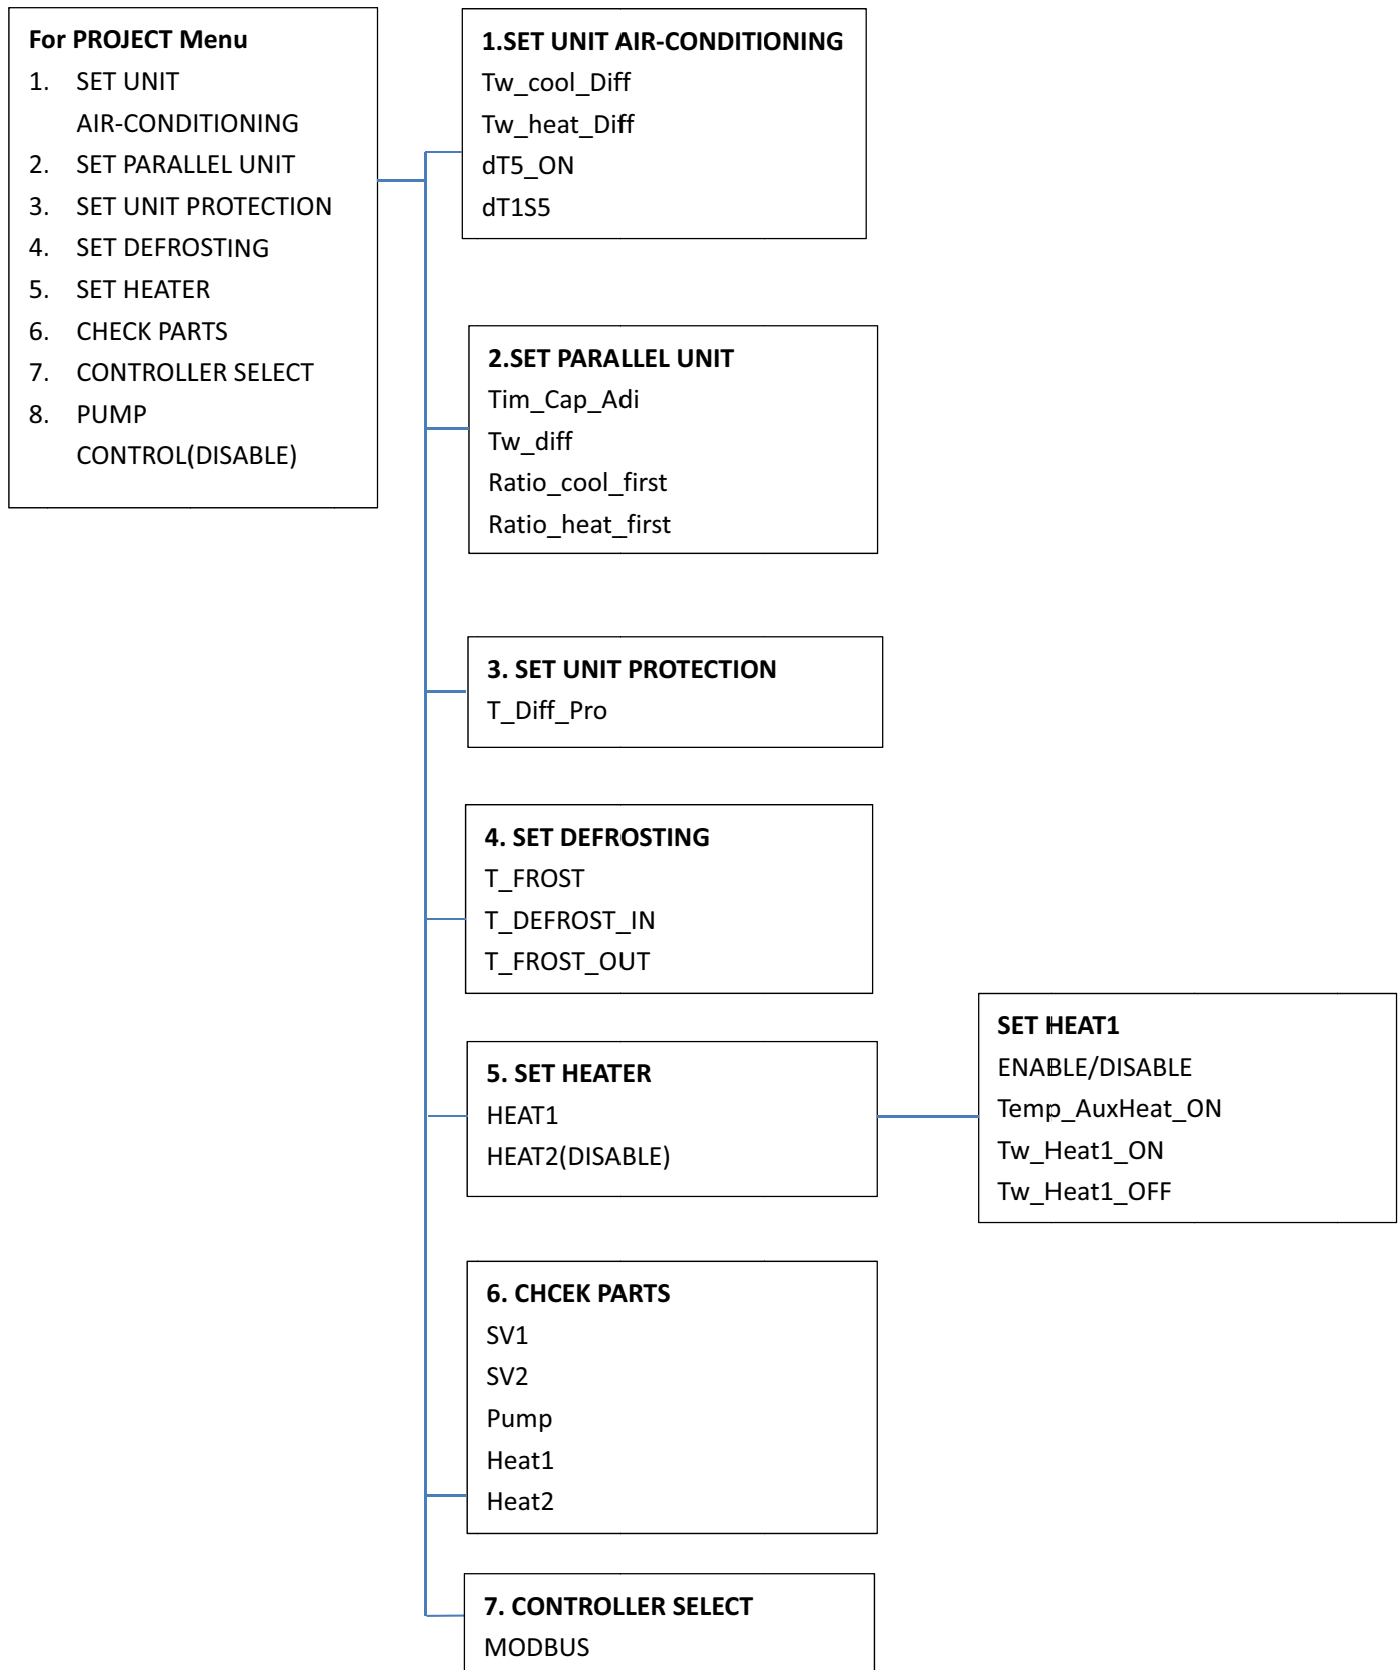 For PROJECT Menu
1. SET UNIT
AIR-CONDITIONING
2. SET PARALLEL UNIT
3. SET UNIT PROTECTION
4. SET DEFROSTING
5. SET HEATER
6. CHECK PARTS
7. CONTROLLER SELECT
8. PUMP
CONTROL(DISABLE)
1.SET UNIT AIR-CONDITIONING
Tw_cool_Diff
Tw_heat_Diff
dT5_ON
dT1S5
2.SET PARALLEL UNIT
Tim_Cap_Adi
Tw_diff
Ratio_cool_first
Ratio_heat_first
3. SET UNIT PROTECTION
T_Diff_Pro
4. SET DEFROSTING
T_FROST
T_DEFROST_IN
T_FROST_OUT
5. SET HEATER
HEAT1
HEAT2(DISABLE)
SET HEAT1
ENABLE/DISABLE
Temp_AuxHeat_ON
Tw_Heat1_ON
Tw_Heat1_OFF
6. CHCEK PARTS
SV1
SV2
Pump
Heat1
Heat2
7. CONTROLLER SELECT
MODBUS